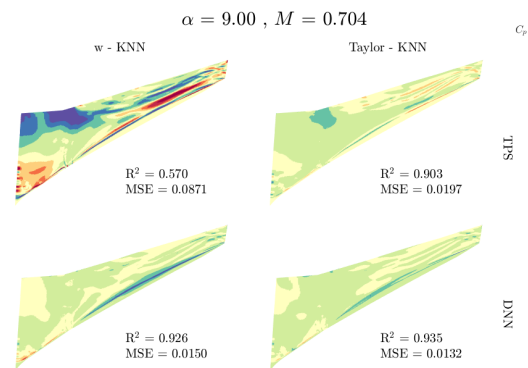 α = 9.00 , M = 0.704
C_p
w - KNN
Taylor - KNN
TPS
R² = 0.570
MSE = 0.0871
R² = 0.903
MSE = 0.0197
DNN
R² = 0.926
MSE = 0.0150
R² = 0.935
MSE = 0.0132